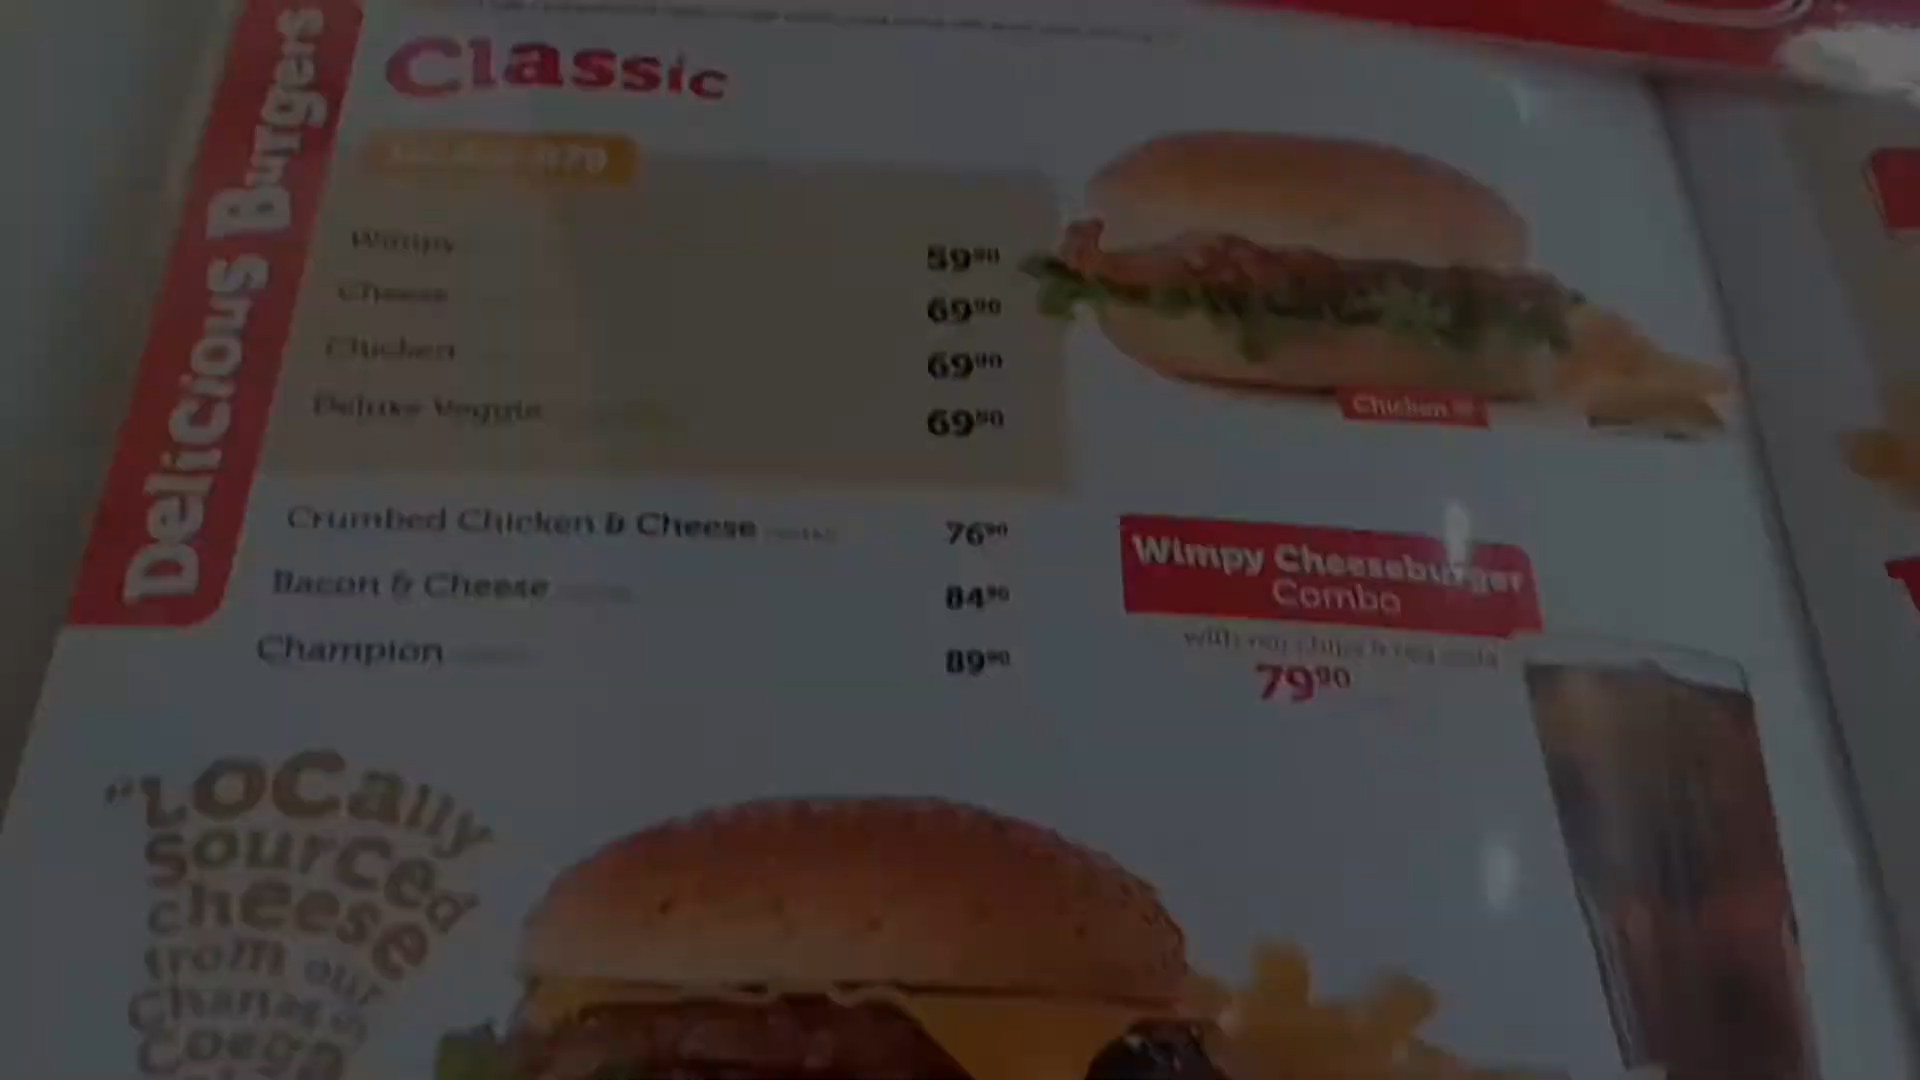 Delicious Burgers
Classic
Wimpy 59⁹⁰
Cheese 69⁹⁰
Chicken 69⁹⁰
Deluxe Veggie 69⁹⁰
Chicken
Crumbed Chicken & Cheese 76⁹⁰
Bacon & Cheese 84⁹⁰
Champion 89⁹⁰
Wimpy Cheeseburger
Combo
79⁹⁰
"Locally
sourced
cheese
from our